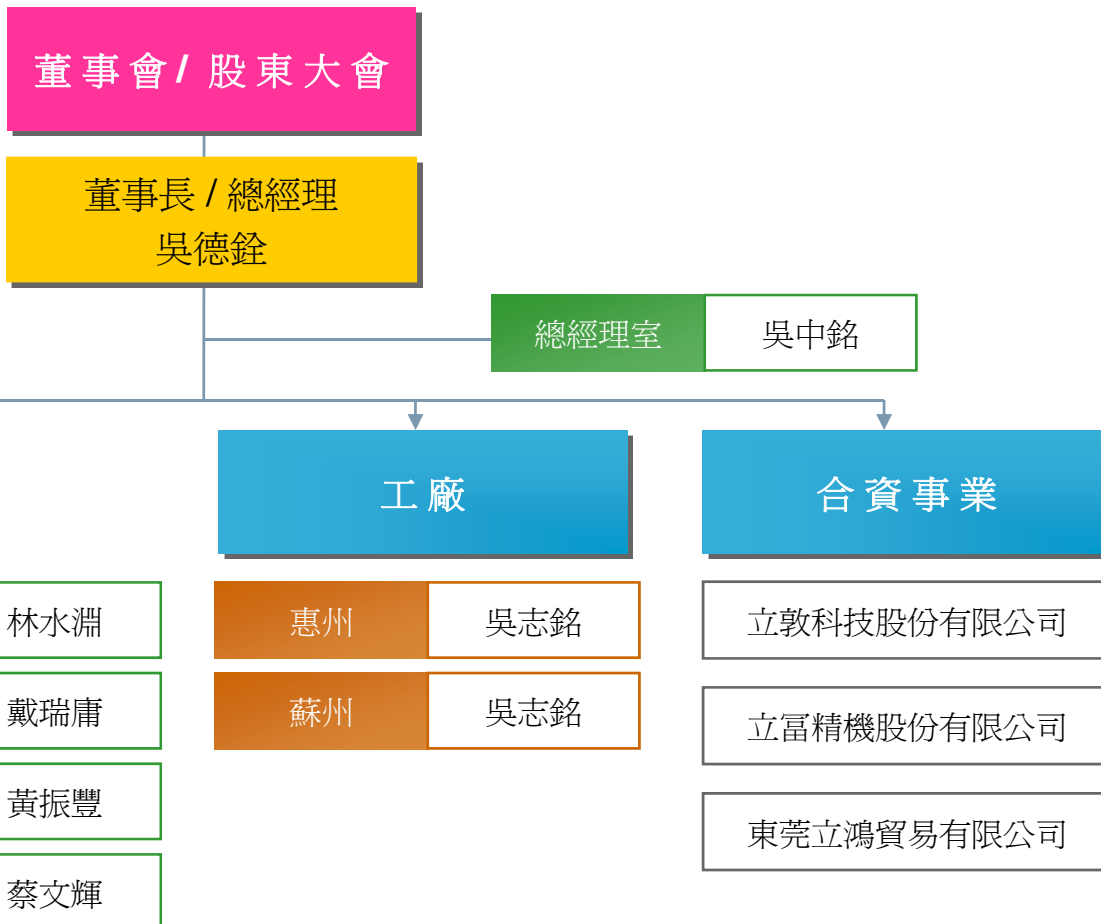 董事會/ 股東大會
董事長 / 總經理
吳德銓
總經理室
吳中銘
工廠
合資事業
林水淵
戴瑞庸
黃振豐
蔡文輝
惠州
吳志銘
蘇州
吳志銘
立敦科技股份有限公司
立冨精機股份有限公司
東莞立鴻貿易有限公司